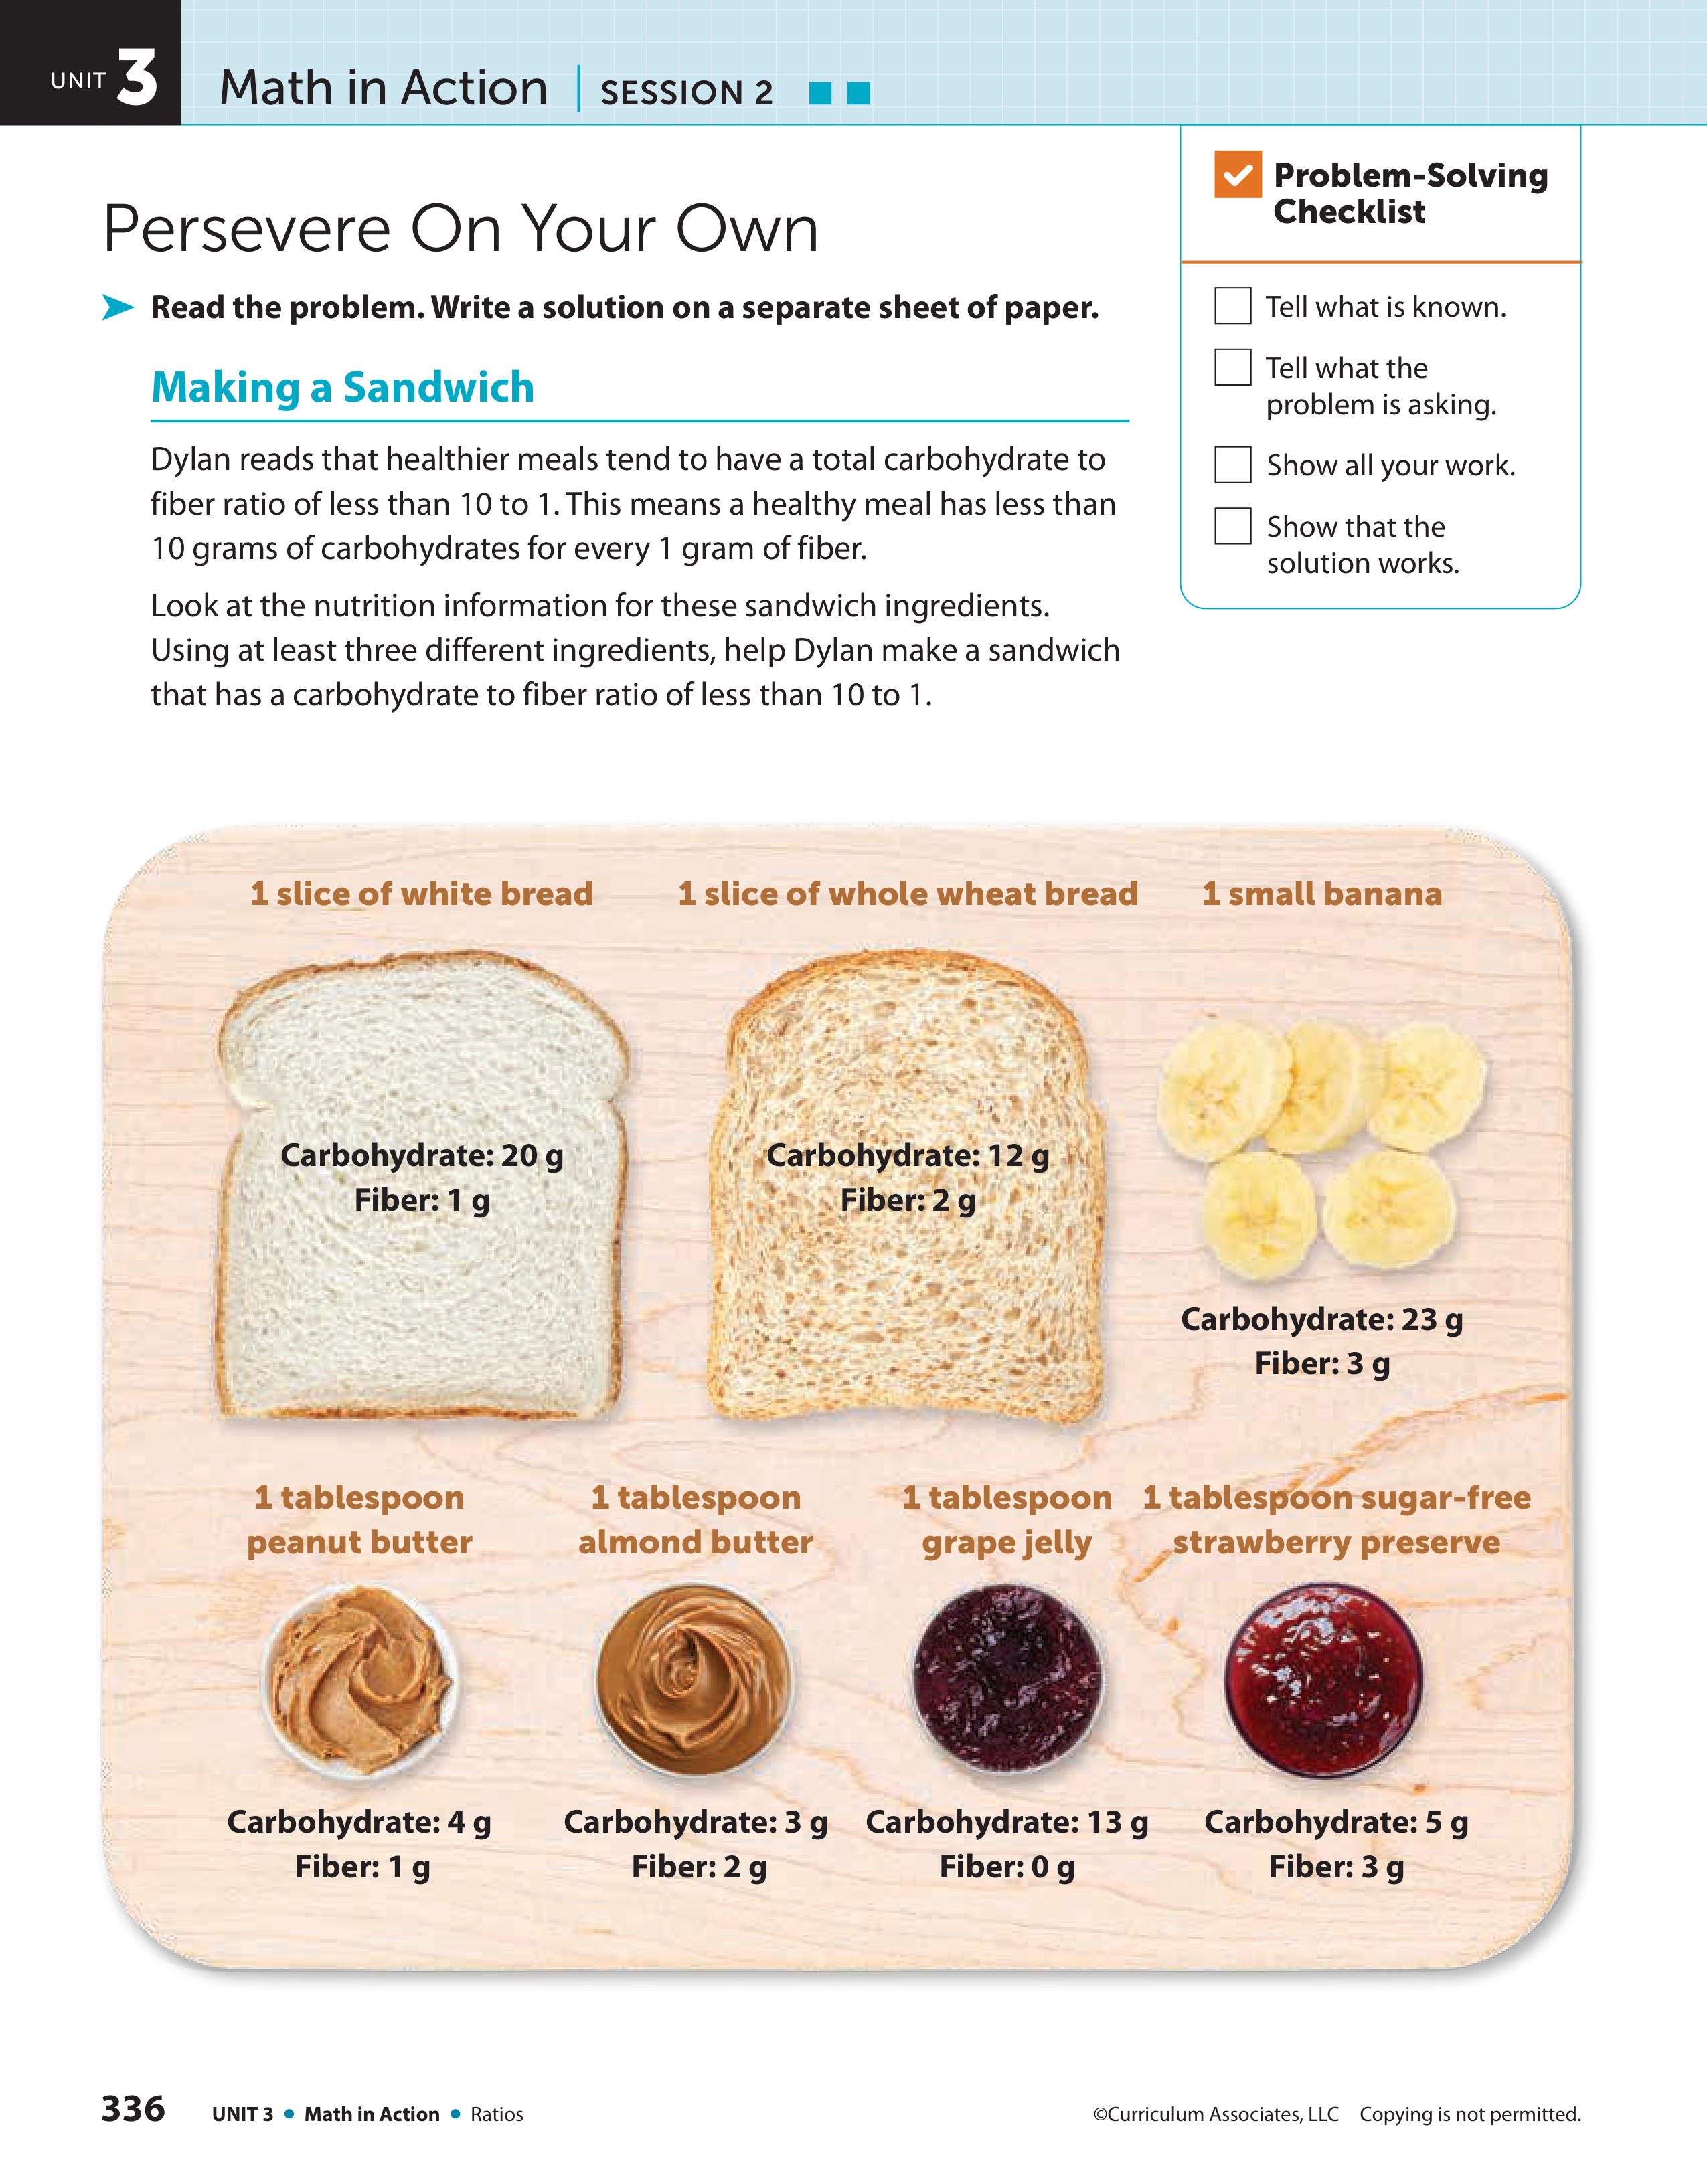 UNIT 3 Math in Action | SESSION 2
Persevere On Your Own
Read the problem. Write a solution on a separate sheet of paper.
Making a Sandwich
Dylan reads that healthier meals tend to have a total carbohydrate to
fiber ratio of less than 10 to 1. This means a healthy meal has less than
10 grams of carbohydrates for every 1 gram of fiber.
Look at the nutrition information for these sandwich ingredients.
Using at least three different ingredients, help Dylan make a sandwich
that has a carbohydrate to fiber ratio of less than 10 to 1.
Problem-Solving
Checklist
Tell what is known.
Tell what the
problem is asking.
Show all your work.
Show that the
solution works.
1 slice of white bread
Carbohydrate: 20 g
Fiber: 1 g
1 slice of whole wheat bread
Carbohydrate: 12 g
Fiber: 2 g
1 small banana
Carbohydrate: 23 g
Fiber: 3 g
1 tablespoon
peanut butter
Carbohydrate: 4 g
Fiber: 1 g
1 tablespoon
almond butter
Carbohydrate: 3 g
Fiber: 2 g
1 tablespoon
grape jelly
Carbohydrate: 13 g
Fiber: 0 g
1 tablespoon sugar-free
strawberry preserve
Carbohydrate: 5 g
Fiber: 3 g
336 UNIT 3 • Math in Action • Ratios
©Curriculum Associates, LLC Copying is not permitted.